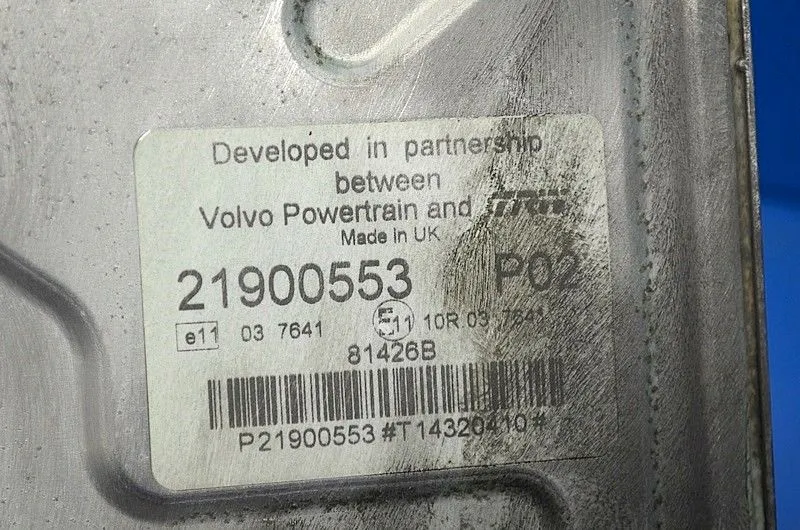 Developed in partnership
between
Volvo Powertrain and TRW
Made in UK
21900553 P02
e11 03 7641 E11 10R 03 7641
81426B
P21900553#T14320410#